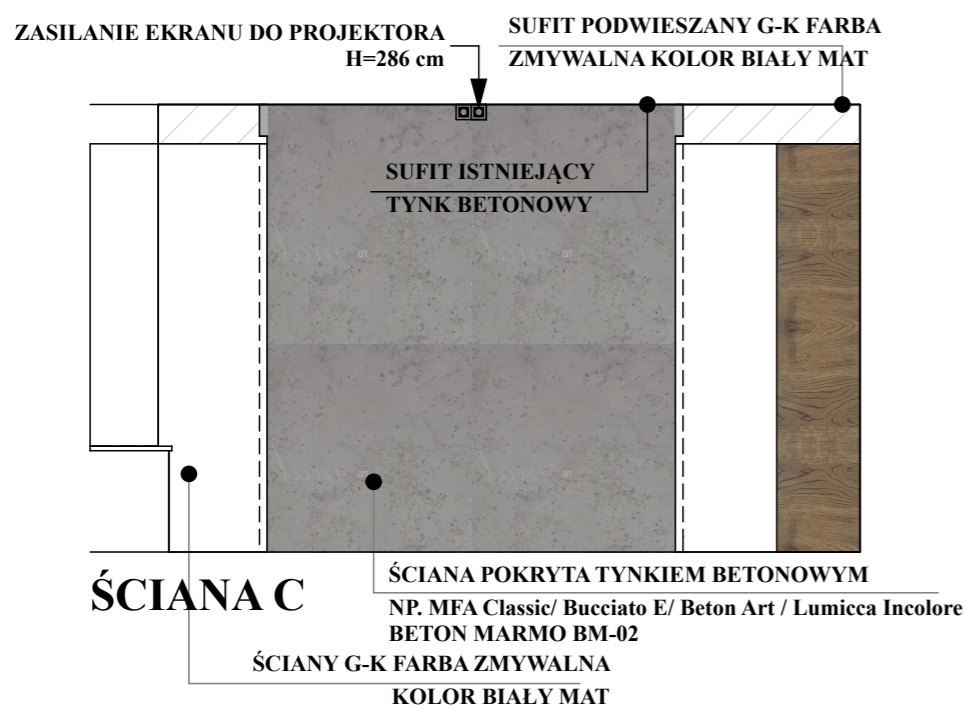 ZASILANIE EKRANU DO PROJEKTORA
H=286 cm
SUFIT PODWIESZANY G-K FARBA
ZMYWALNA KOLOR BIAŁY MAT
SUFIT ISTNIEJĄCY
TYNK BETONOWY
ŚCIANA C
ŚCIANA POKRYTA TYNKIEM BETONOWYM
NP. MFA Classic/ Bucciato E/ Beton Art / Lumicca Incolore
BETON MARMO BM-02
ŚCIANY G-K FARBA ZMYWALNA
KOLOR BIAŁY MAT